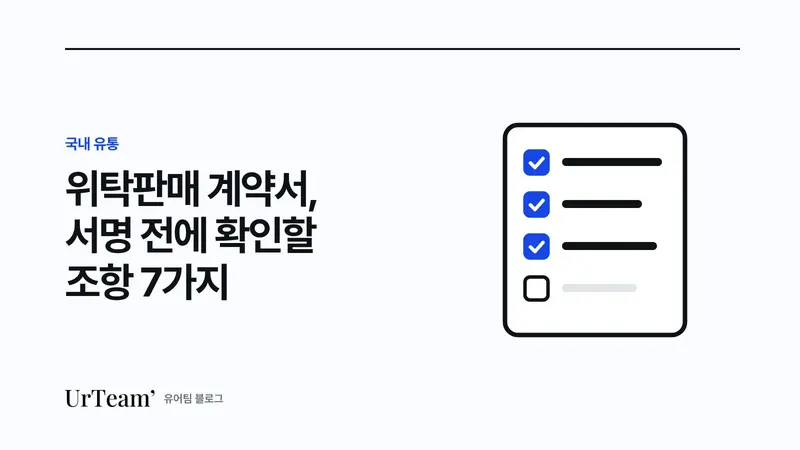 국내 유통
위탁판매 계약서,
서명 전에 확인할
조항 7가지
UrTeam’ 유어팀 블로그